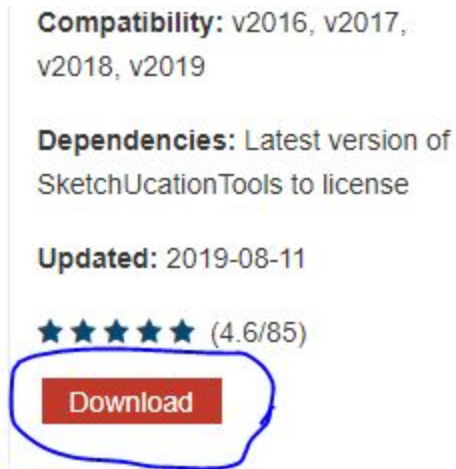 Compatibility: v2016, v2017,
v2018, v2019
Dependencies: Latest version of
SketchUcationTools to license
Updated: 2019-08-11
(4.6/85)
Download